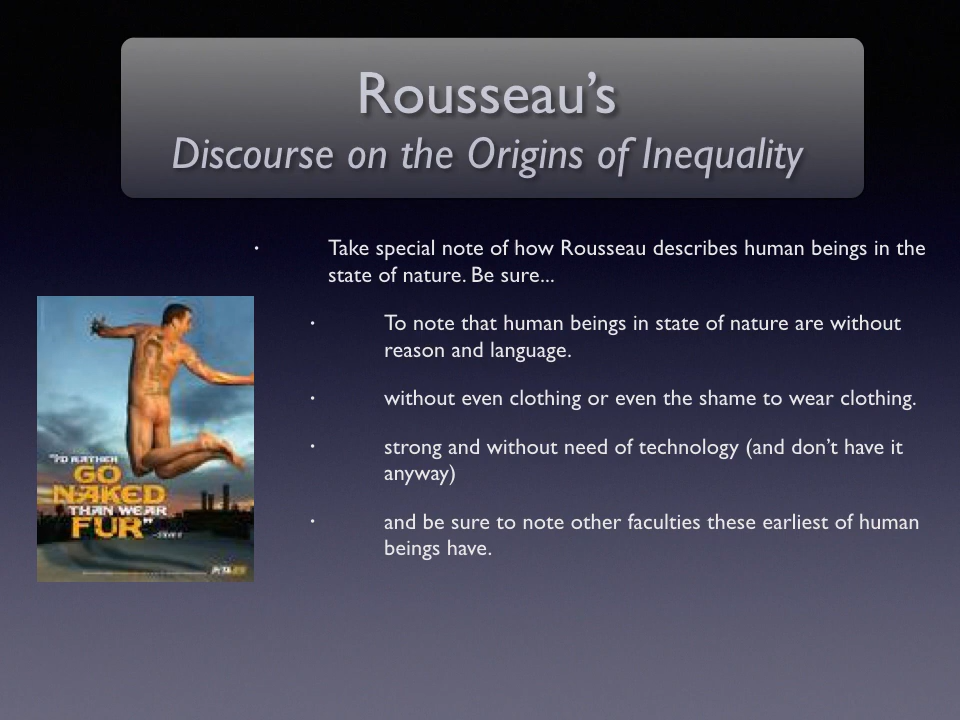 Rousseau’s
Discourse on the Origins of Inequality
· Take special note of how Rousseau describes human beings in the
state of nature. Be sure...
· To note that human beings in state of nature are without
reason and language.
· without even clothing or even the shame to wear clothing.
· strong and without need of technology (and don’t have it
anyway)
· and be sure to note other faculties these earliest of human
beings have.
"I'D RATHER
GO
NAKED
THAN WEAR
FUR"
PETA